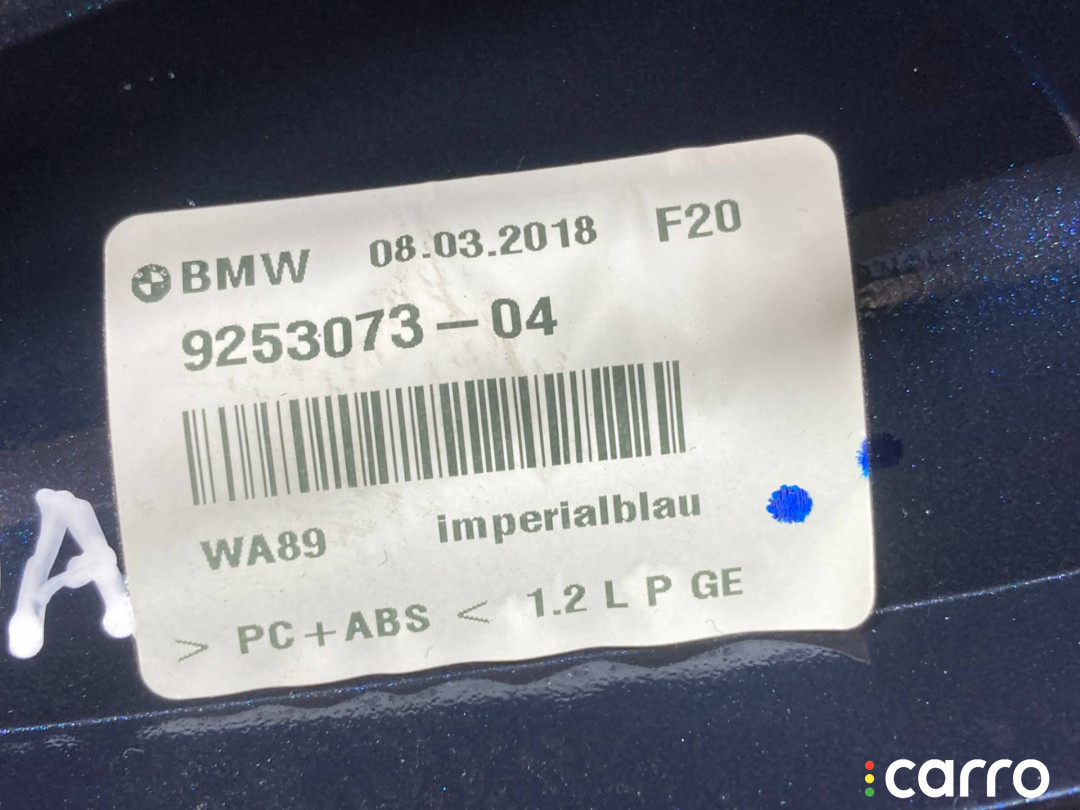 BMW 08.03.2018 F20
9253073-04
WA89 imperialblau
> PC+ABS < 1.2 L P GE
A
carro